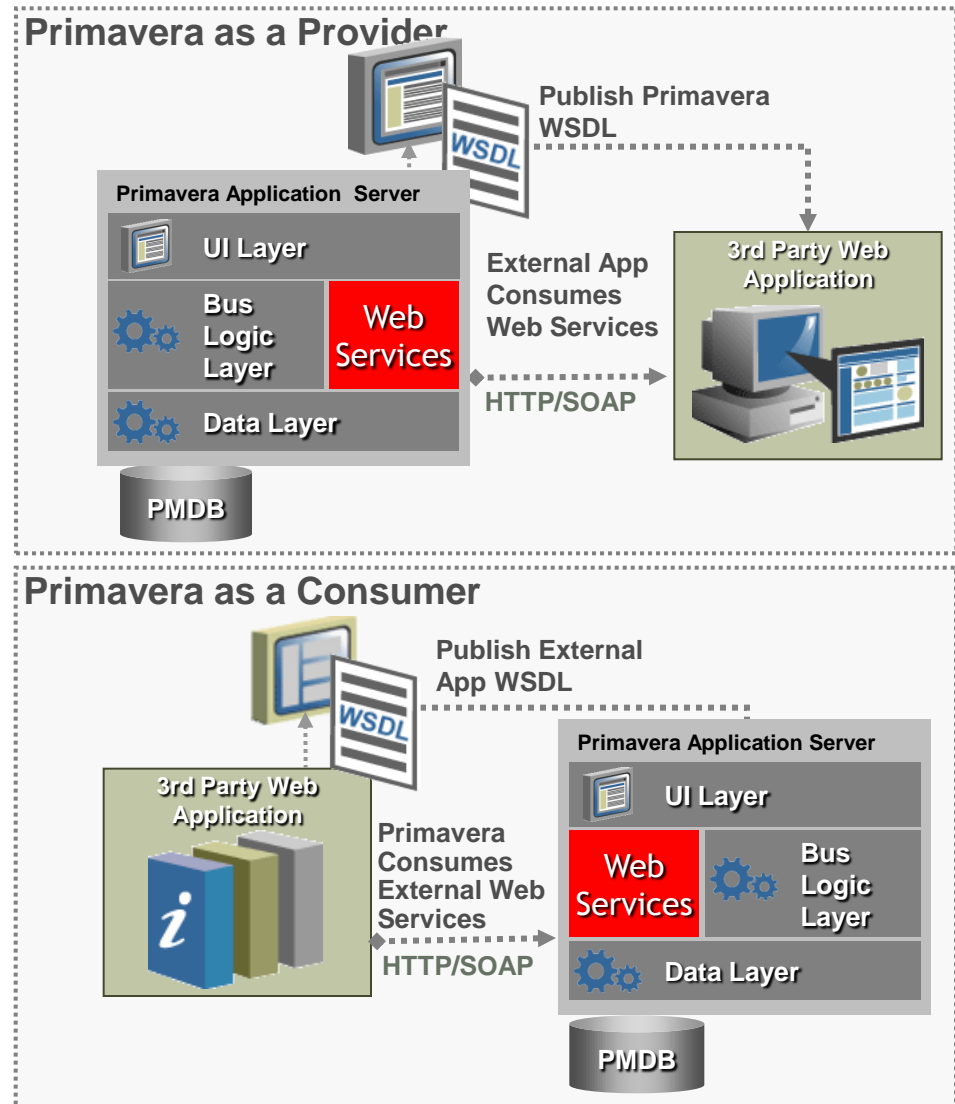 Primavera as a Provider
Publish Primavera
WSDL
WSDL
Primavera Application Server
UI Layer
Bus
Logic
Layer
Web
Services
Data Layer
PMDB
External App
Consumes
Web Services
HTTP/SOAP
3rd Party Web
Application
Primavera as a Consumer
Publish External
App WSDL
WSDL
3rd Party Web
Application
i
Primavera
Consumes
External Web
Services
HTTP/SOAP
Primavera Application Server
UI Layer
Web
Services
Bus
Logic
Layer
Data Layer
PMDB